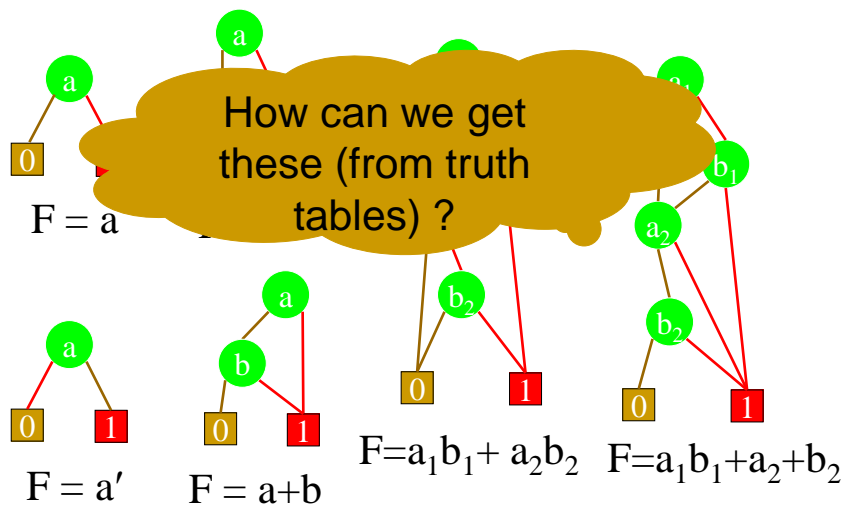 a
a
a1
How can we get
these (from truth
tables) ?
0
b1
a2
F = a
b2
b2
a
a
b
0
1
0
1
0
1
0
1
F = a′
F = a+b
F=a1b1+ a2b2
F=a1b1+a2+b2